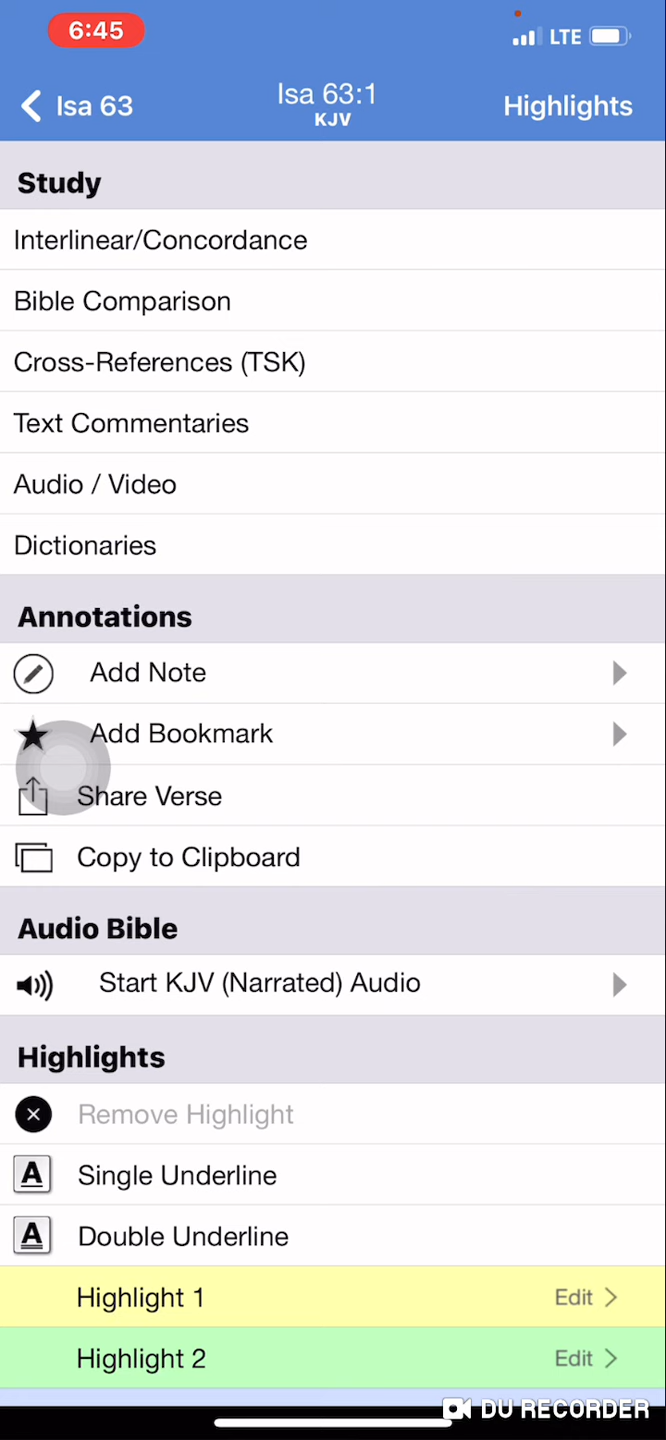 6:45
LTE
Isa 63
Isa 63:1
KJV
Highlights
Study
Interlinear/Concordance
Bible Comparison
Cross-References (TSK)
Text Commentaries
Audio / Video
Dictionaries
Annotations
Add Note
Add Bookmark
Share Verse
Copy to Clipboard
Audio Bible
Start KJV (Narrated) Audio
Highlights
Remove Highlight
A Single Underline
A Double Underline
Highlight 1 Edit
Highlight 2 Edit
DU RECORDER